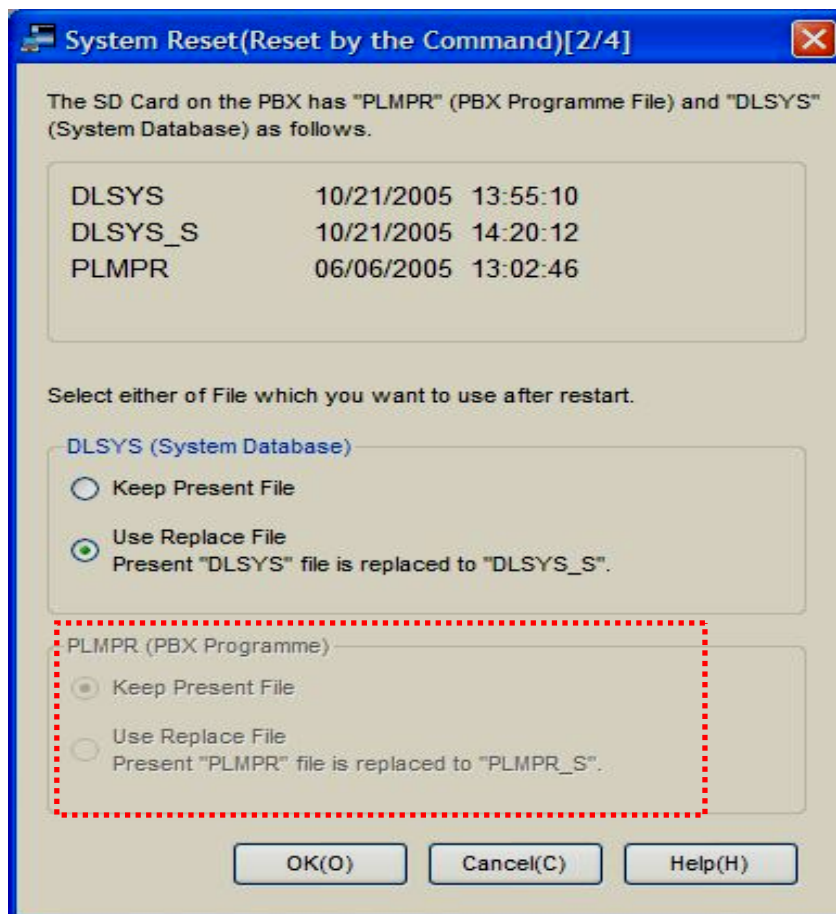 System Reset(Reset by the Command)[2/4]
The SD Card on the PBX has "PLMPR" (PBX Programme File) and "DLSYS"
(System Database) as follows.
DLSYS 10/21/2005 13:55:10
DLSYS_S 10/21/2005 14:20:12
PLMPR 06/06/2005 13:02:46
Select either of File which you want to use after restart.
DLSYS (System Database)
Keep Present File
Use Replace File
Present "DLSYS" file is replaced to "DLSYS_S".
PLMPR (PBX Programme)
Keep Present File
Use Replace File
Present "PLMPR" file is replaced to "PLMPR_S".
OK(O) Cancel(C) Help(H)